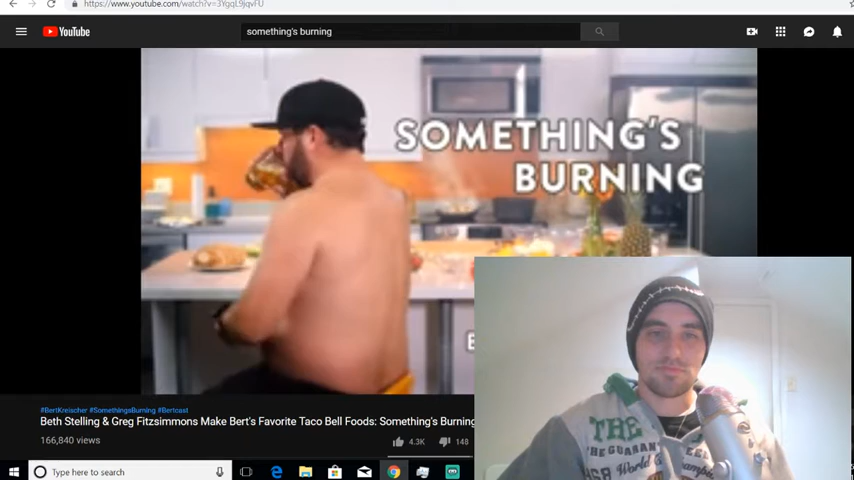 https://www.youtube.com/watch?v=3YgqL9jqvFU
YouTube
something's burning
SOMETHING'S
BURNING
#BertKreischer #SomethingsBurning #Bertcast
Beth Stelling & Greg Fitzsimmons Make Bert's Favorite Taco Bell Foods: Something's Burning
166,840 views
4.3K
148
THE
Type here to search